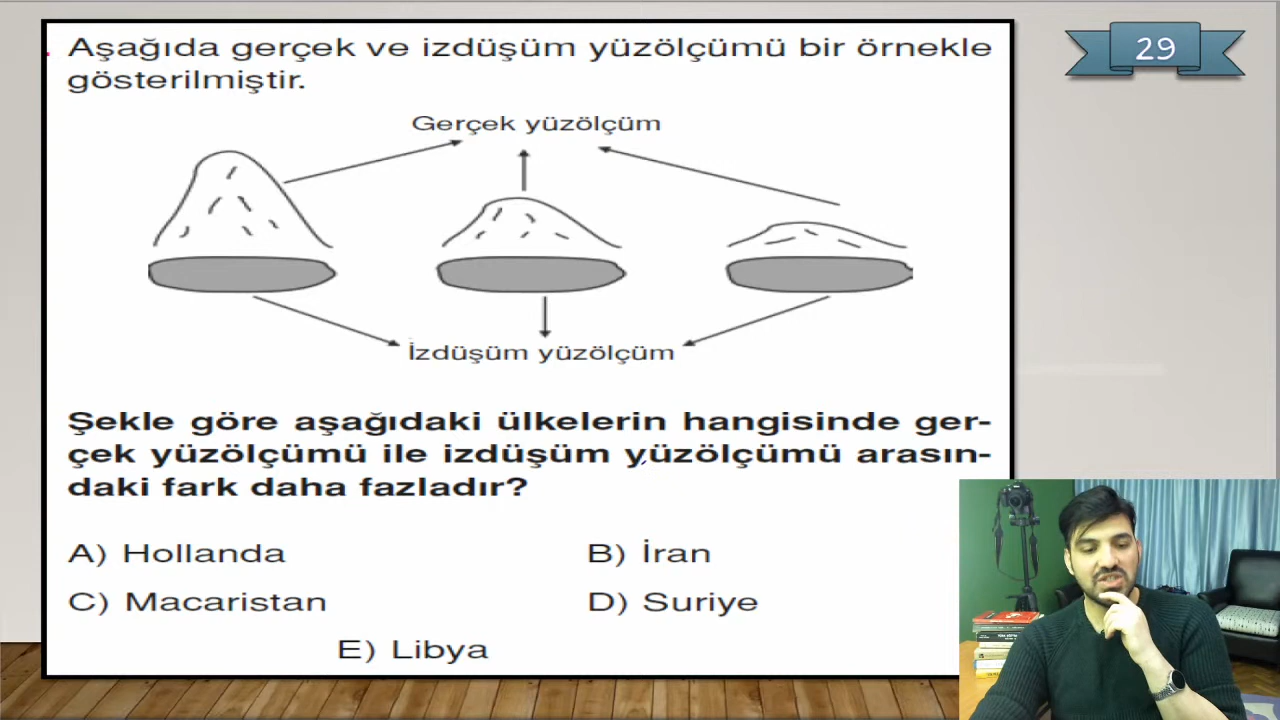 29
Aşağıda gerçek ve izdüşüm yüzölçümü bir örnekle
gösterilmiştir.
Gerçek yüzölçüm
İzdüşüm yüzölçüm
Şekle göre aşağıdaki ülkelerin hangisinde ger-
çek yüzölçümü ile izdüşüm yüzölçümü arasın-
daki fark daha fazladır?
A) Hollanda
B) İran
C) Macaristan
D) Suriye
E) Libya